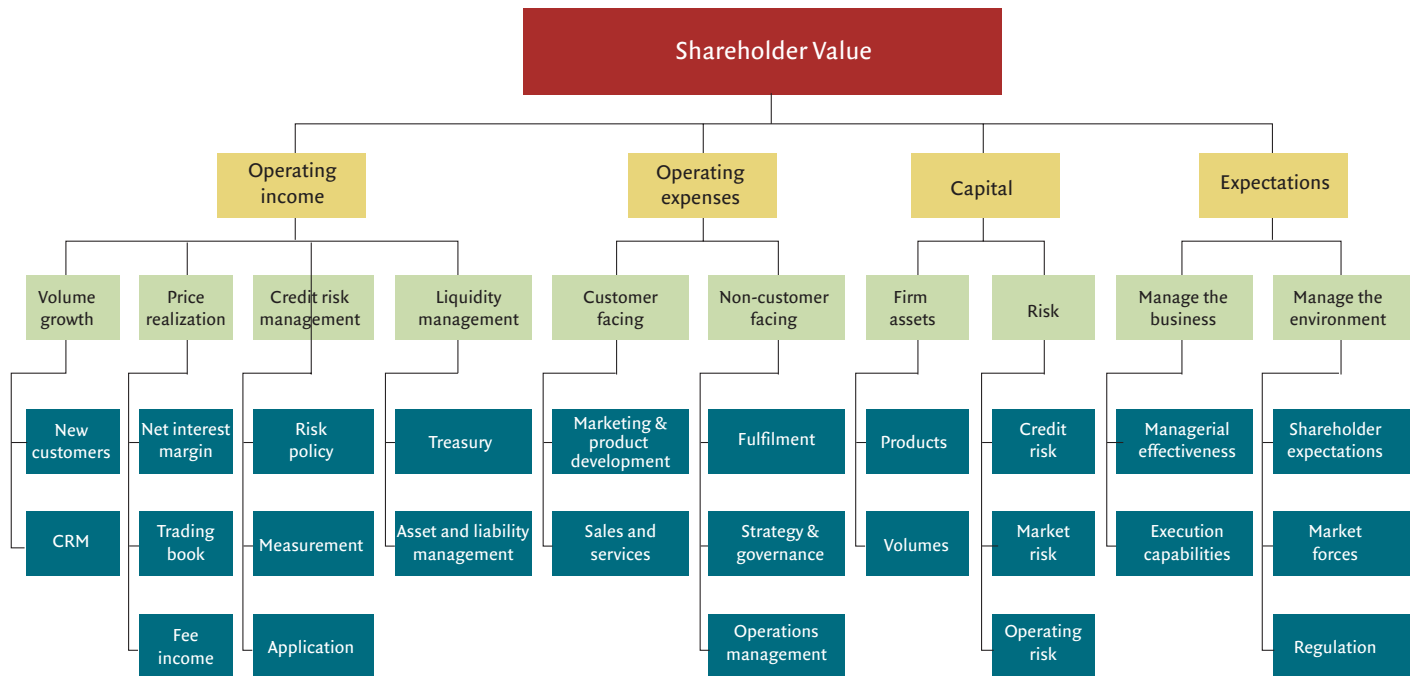 Shareholder Value
Operating
income
Operating
expenses
Capital
Expectations
Volume
growth
Price
realization
Credit risk
management
Liquidity
management
Customer
facing
Non-customer
facing
Firm
assets
Risk
Manage the
business
Manage the
environment
New
customers
Net interest
margin
Risk
policy
Treasury
Marketing &
product
development
Fulfilment
Products
Credit
risk
Managerial
effectiveness
Shareholder
expectations
CRM
Trading
book
Measurement
Asset and liability
management
Sales and
services
Strategy &
governance
Volumes
Market
risk
Execution
capabilities
Market
forces
Fee
income
Application
Operations
management
Operating
risk
Regulation